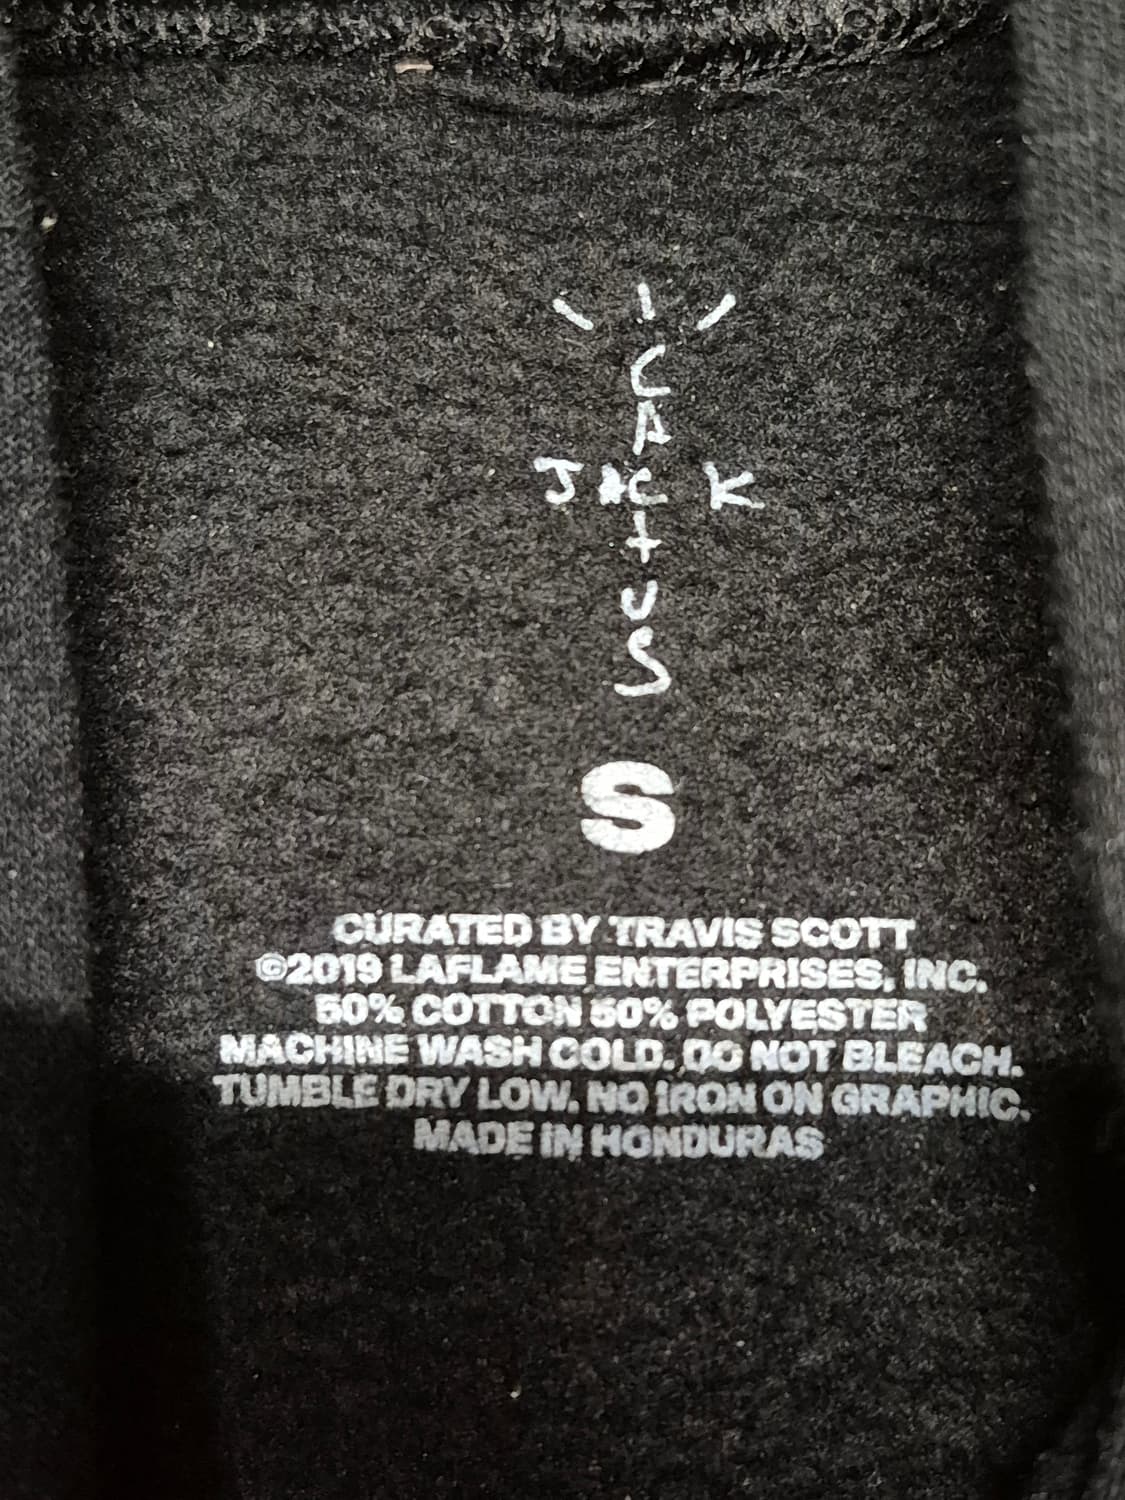 CACTUS
JACK
S
CURATED BY TRAVIS SCOTT
©2019 LAFLAME ENTERPRISES, INC.
50% COTTON 50% POLYESTER
MACHINE WASH COLD. DO NOT BLEACH.
TUMBLE DRY LOW. NO IRON ON GRAPHIC.
MADE IN HONDURAS